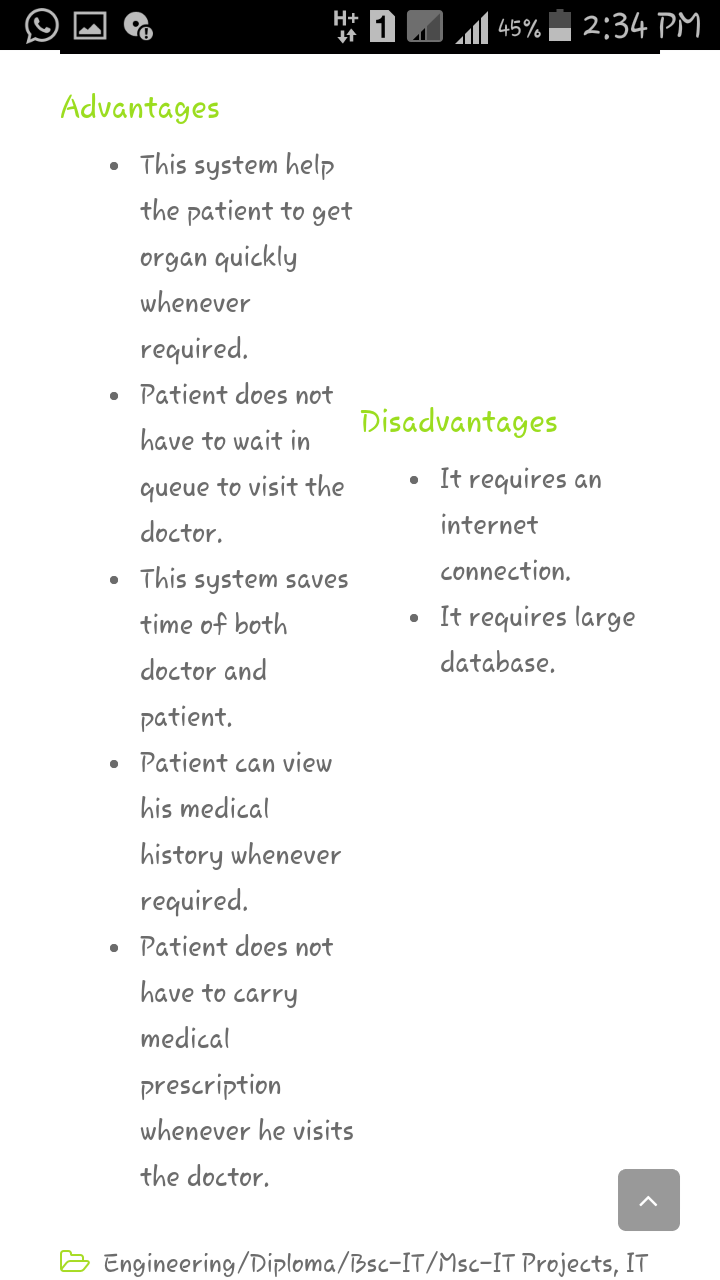 H+ 1 45% 2:34 PM
Advantages
• This system help
the patient to get
organ quickly
whenever
required.
• Patient does not
have to wait in
queue to visit the
doctor.
• This system saves
time of both
doctor and
patient.
• Patient can view
his medical
history whenever
required.
• Patient does not
have to carry
medical
prescription
whenever he visits
the doctor.
Disadvantages
• It requires an
internet
connection.
• It requires large
database.
Engineering/Diploma/Bsc-IT/Msc-IT Projects, IT